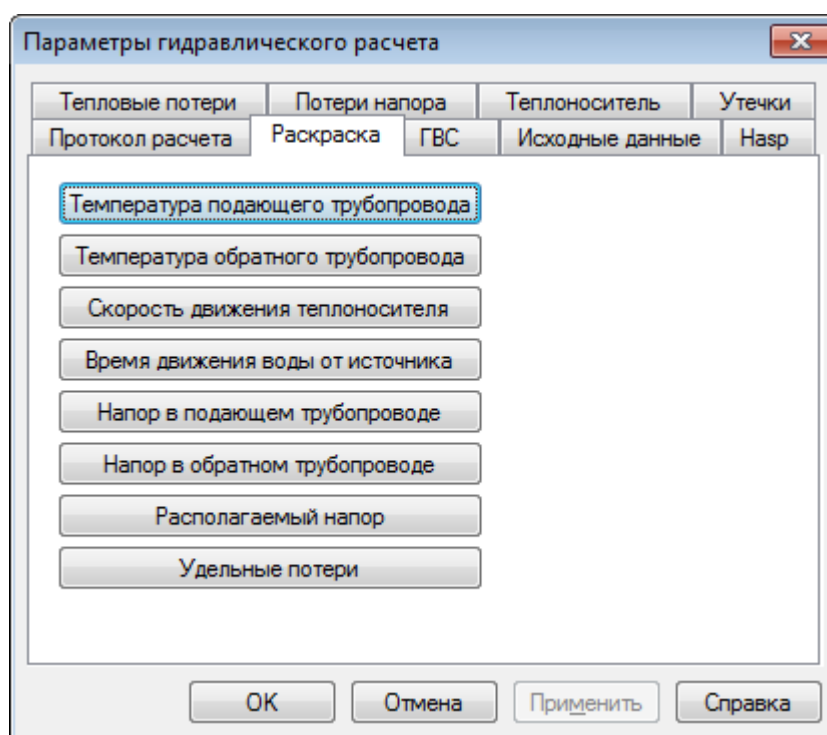 Параметры гидравлического расчета
Тепловые потери Потери напора Теплоноситель Утечки
Протокол расчета Раскраска ГВС Исходные данные Hasp
Температура подающего трубопровода
Температура обратного трубопровода
Скорость движения теплоносителя
Время движения воды от источника
Напор в подающем трубопроводе
Напор в обратном трубопроводе
Располагаемый напор
Удельные потери
OK Отмена Применить Справка